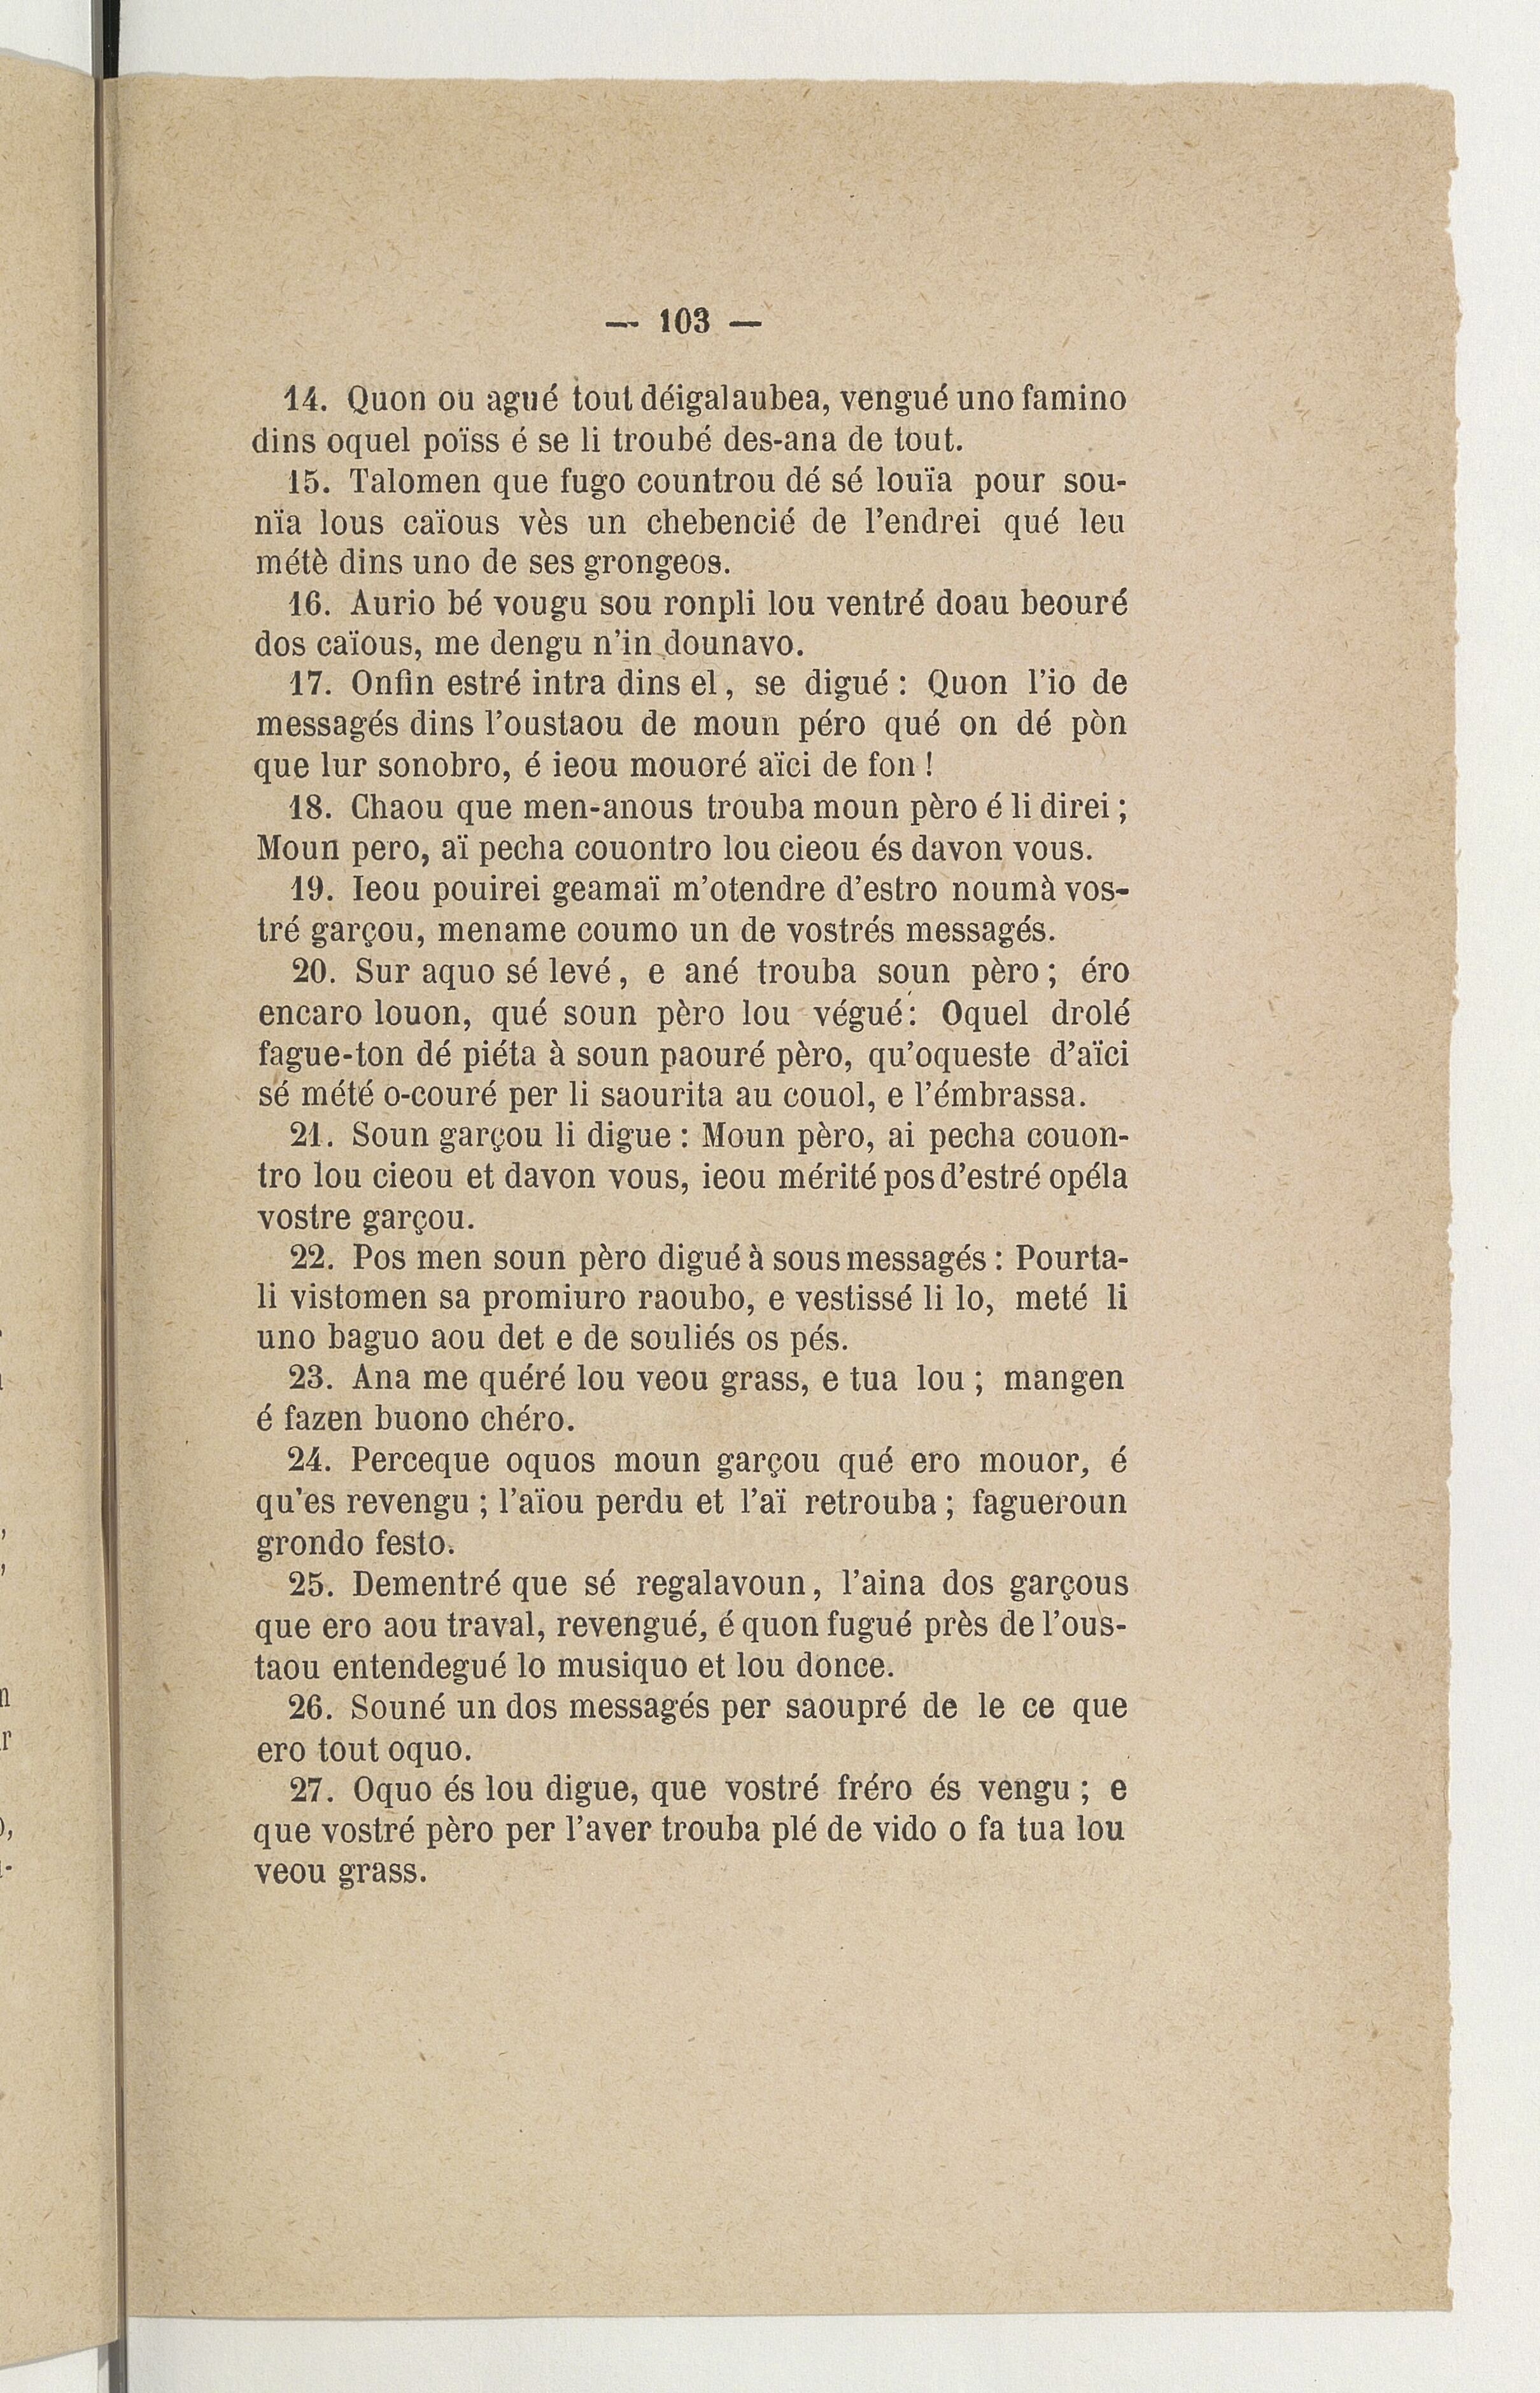 — 103 —
14. Quon ou agué tout déigalaubea, vengué uno famino
dins oquel poïss é se li troubé des-ana de tout.
15. Talomen que fugo countrou dé sé louïa pour sou-
nïa lous caïous vès un chebencié de l'endrei qué leu
métè dins uno de ses grongeos.
16. Aurio bé vougu sou ronpli lou ventré doau beouré
dos caïous, me dengu n'in dounavo.
17. Onfin estré intra dins el, se digué : Quon l'io de
messagés dins l'oustaou de moun péro qué on dé pòn
que lur sonobro, é ieou mouoré aïci de fon !
18. Chaou que men-anous trouba moun pèro é li direi ;
Moun pero, aï pecha couontro lou cieou és davon vous.
19. Ieou pouirei geamaï m'otendre d'estro noumà vos-
tré garçou, mename coumo un de vostrés messagés.
20. Sur aquo sé levé, e ané trouba soun pèro ; éro
encaro louon, qué soun pèro lou végué : Oquel drolé
fague-ton dé piéta à soun paouré pèro, qu'oqueste d'aïci
sé mété o-couré per li saourita au couol, e l'émbrassa.
21. Soun garçou li digue : Moun pèro, ai pecha couon-
tro lou cieou et davon vous, ieou mérité pos d'estré opéla
vostre garçou.
22. Pos men soun pèro digué à sous messagés : Pourta-
li vistomen sa promiuro raoubo, e vestissé li lo, meté li
uno baguo aou det e de souliés os pés.
23. Ana me quéré lou veou grass, e tua lou ; mangen
é fazen buono chéro.
24. Perceque oquos moun garçou qué ero mouor, é
qu'es revengu ; l'aïou perdu et l'aï retrouba ; fagueroun
grondo festo.
25. Dementré que sé regalavoun, l'aina dos garçous
que ero aou traval, revengué, é quon fugué près de l'ous-
taou entendegué lo musiquo et lou donce.
26. Souné un dos messagés per saoupré de le ce que
ero tout oquo.
27. Oquo és lou digue, que vostré fréro és vengu ; e
que vostré pèro per l'aver trouba plé de vido o fa tua lou
veou grass.